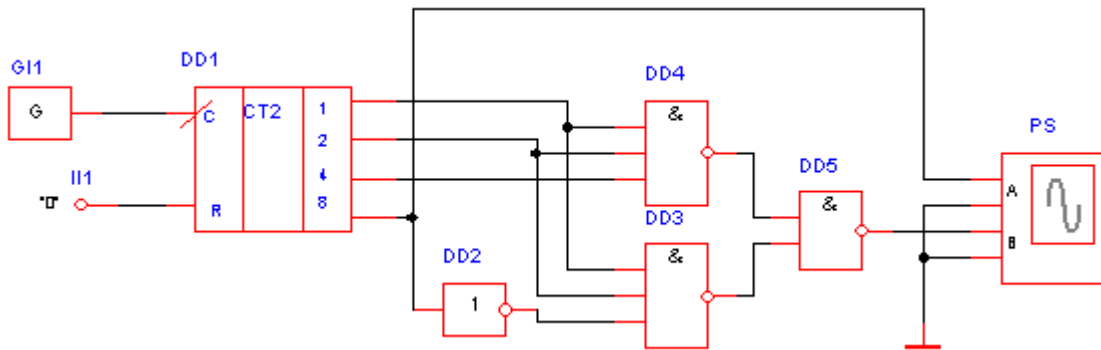 GI1
G
II1
"0"
DD1
C
CT2
R
1
2
4
8
DD2
1
DD4
&
DD3
&
DD5
&
PS
A
B